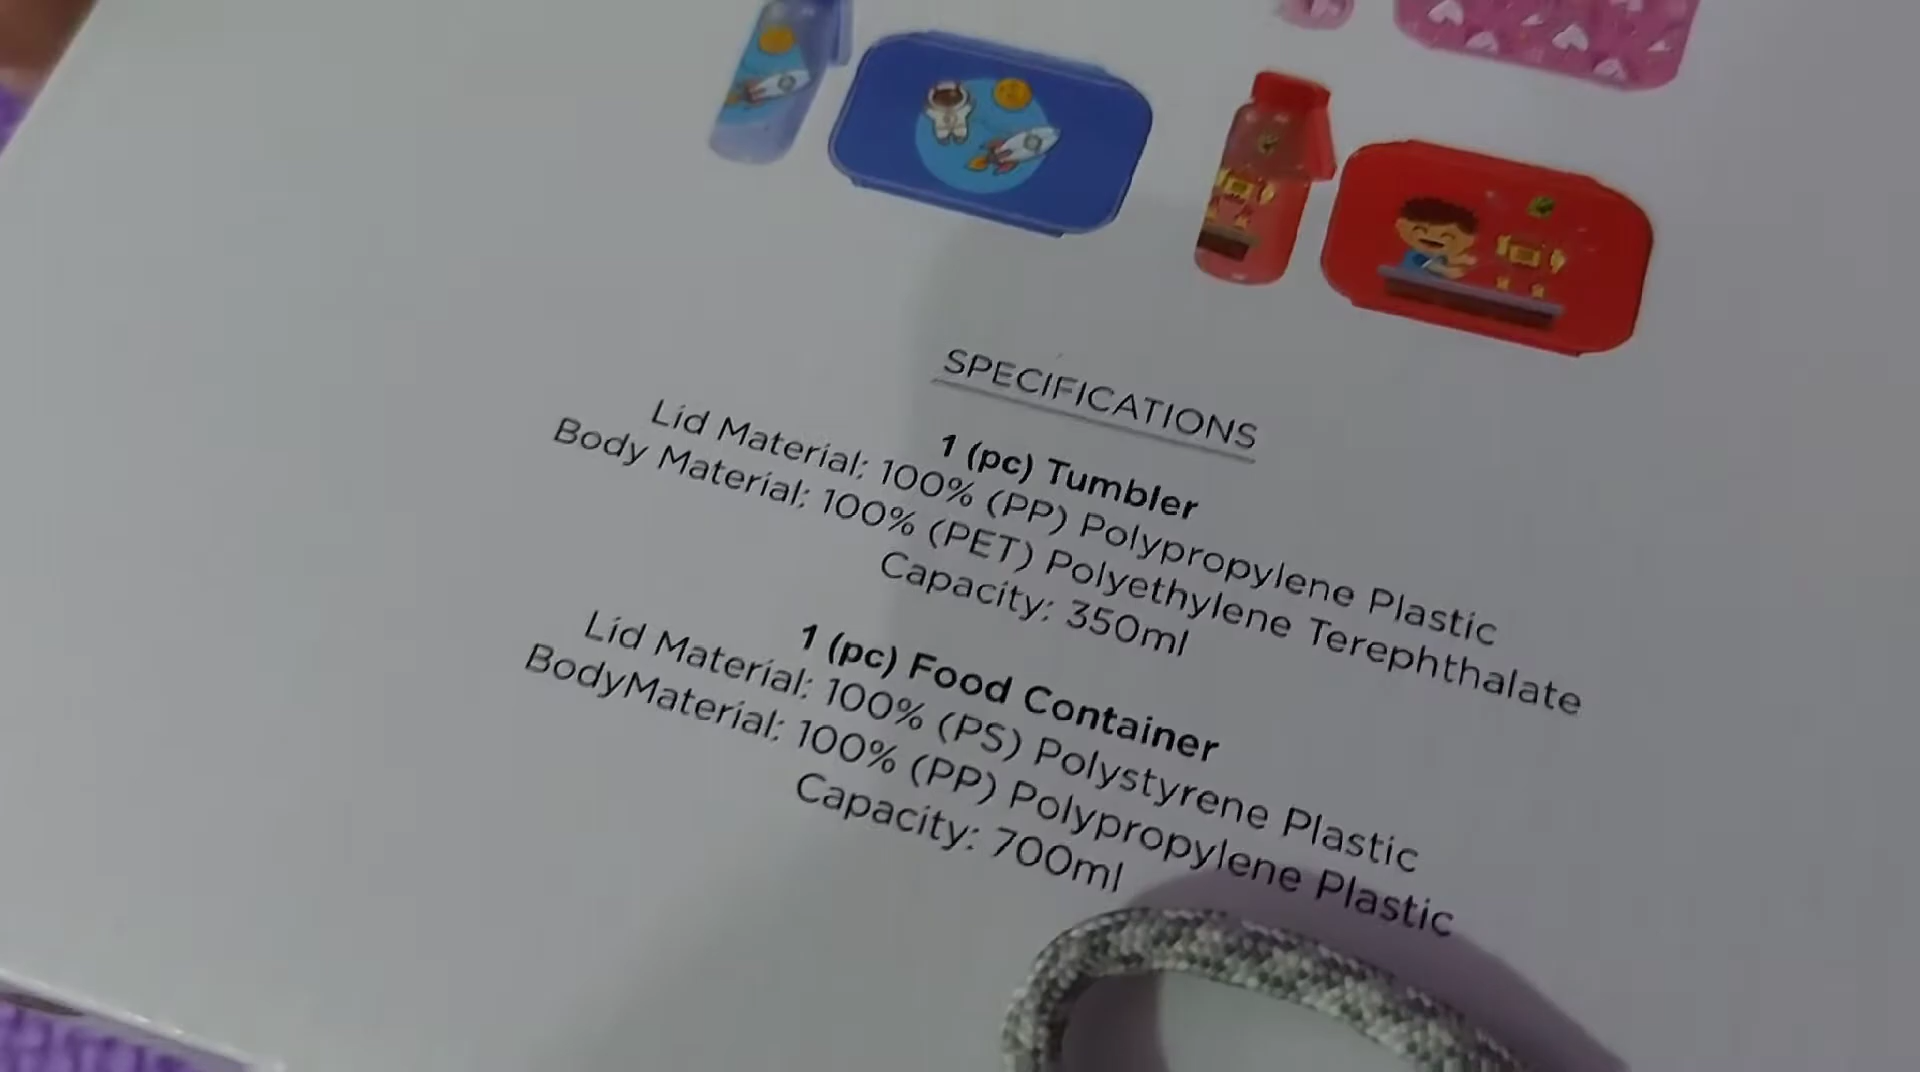 SPECIFICATIONS
1 (pc) Tumbler
Lid Material: 100% (PP) Polypropylene Plastic
Body Material: 100% (PET) Polyethylene Terephthalate
Capacity: 350ml
1 (pc) Food Container
Lid Material: 100% (PS) Polystyrene Plastic
BodyMaterial: 100% (PP) Polypropylene Plastic
Capacity: 700ml